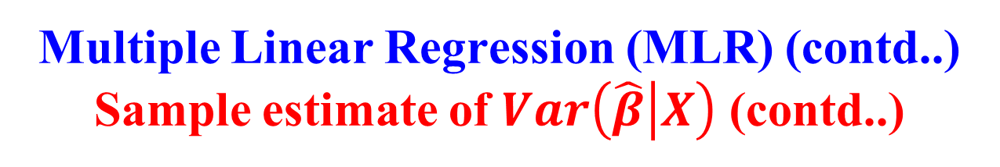 Multiple Linear Regression (MLR) (contd..)
Sample estimate of Var(β̂|X) (contd..)